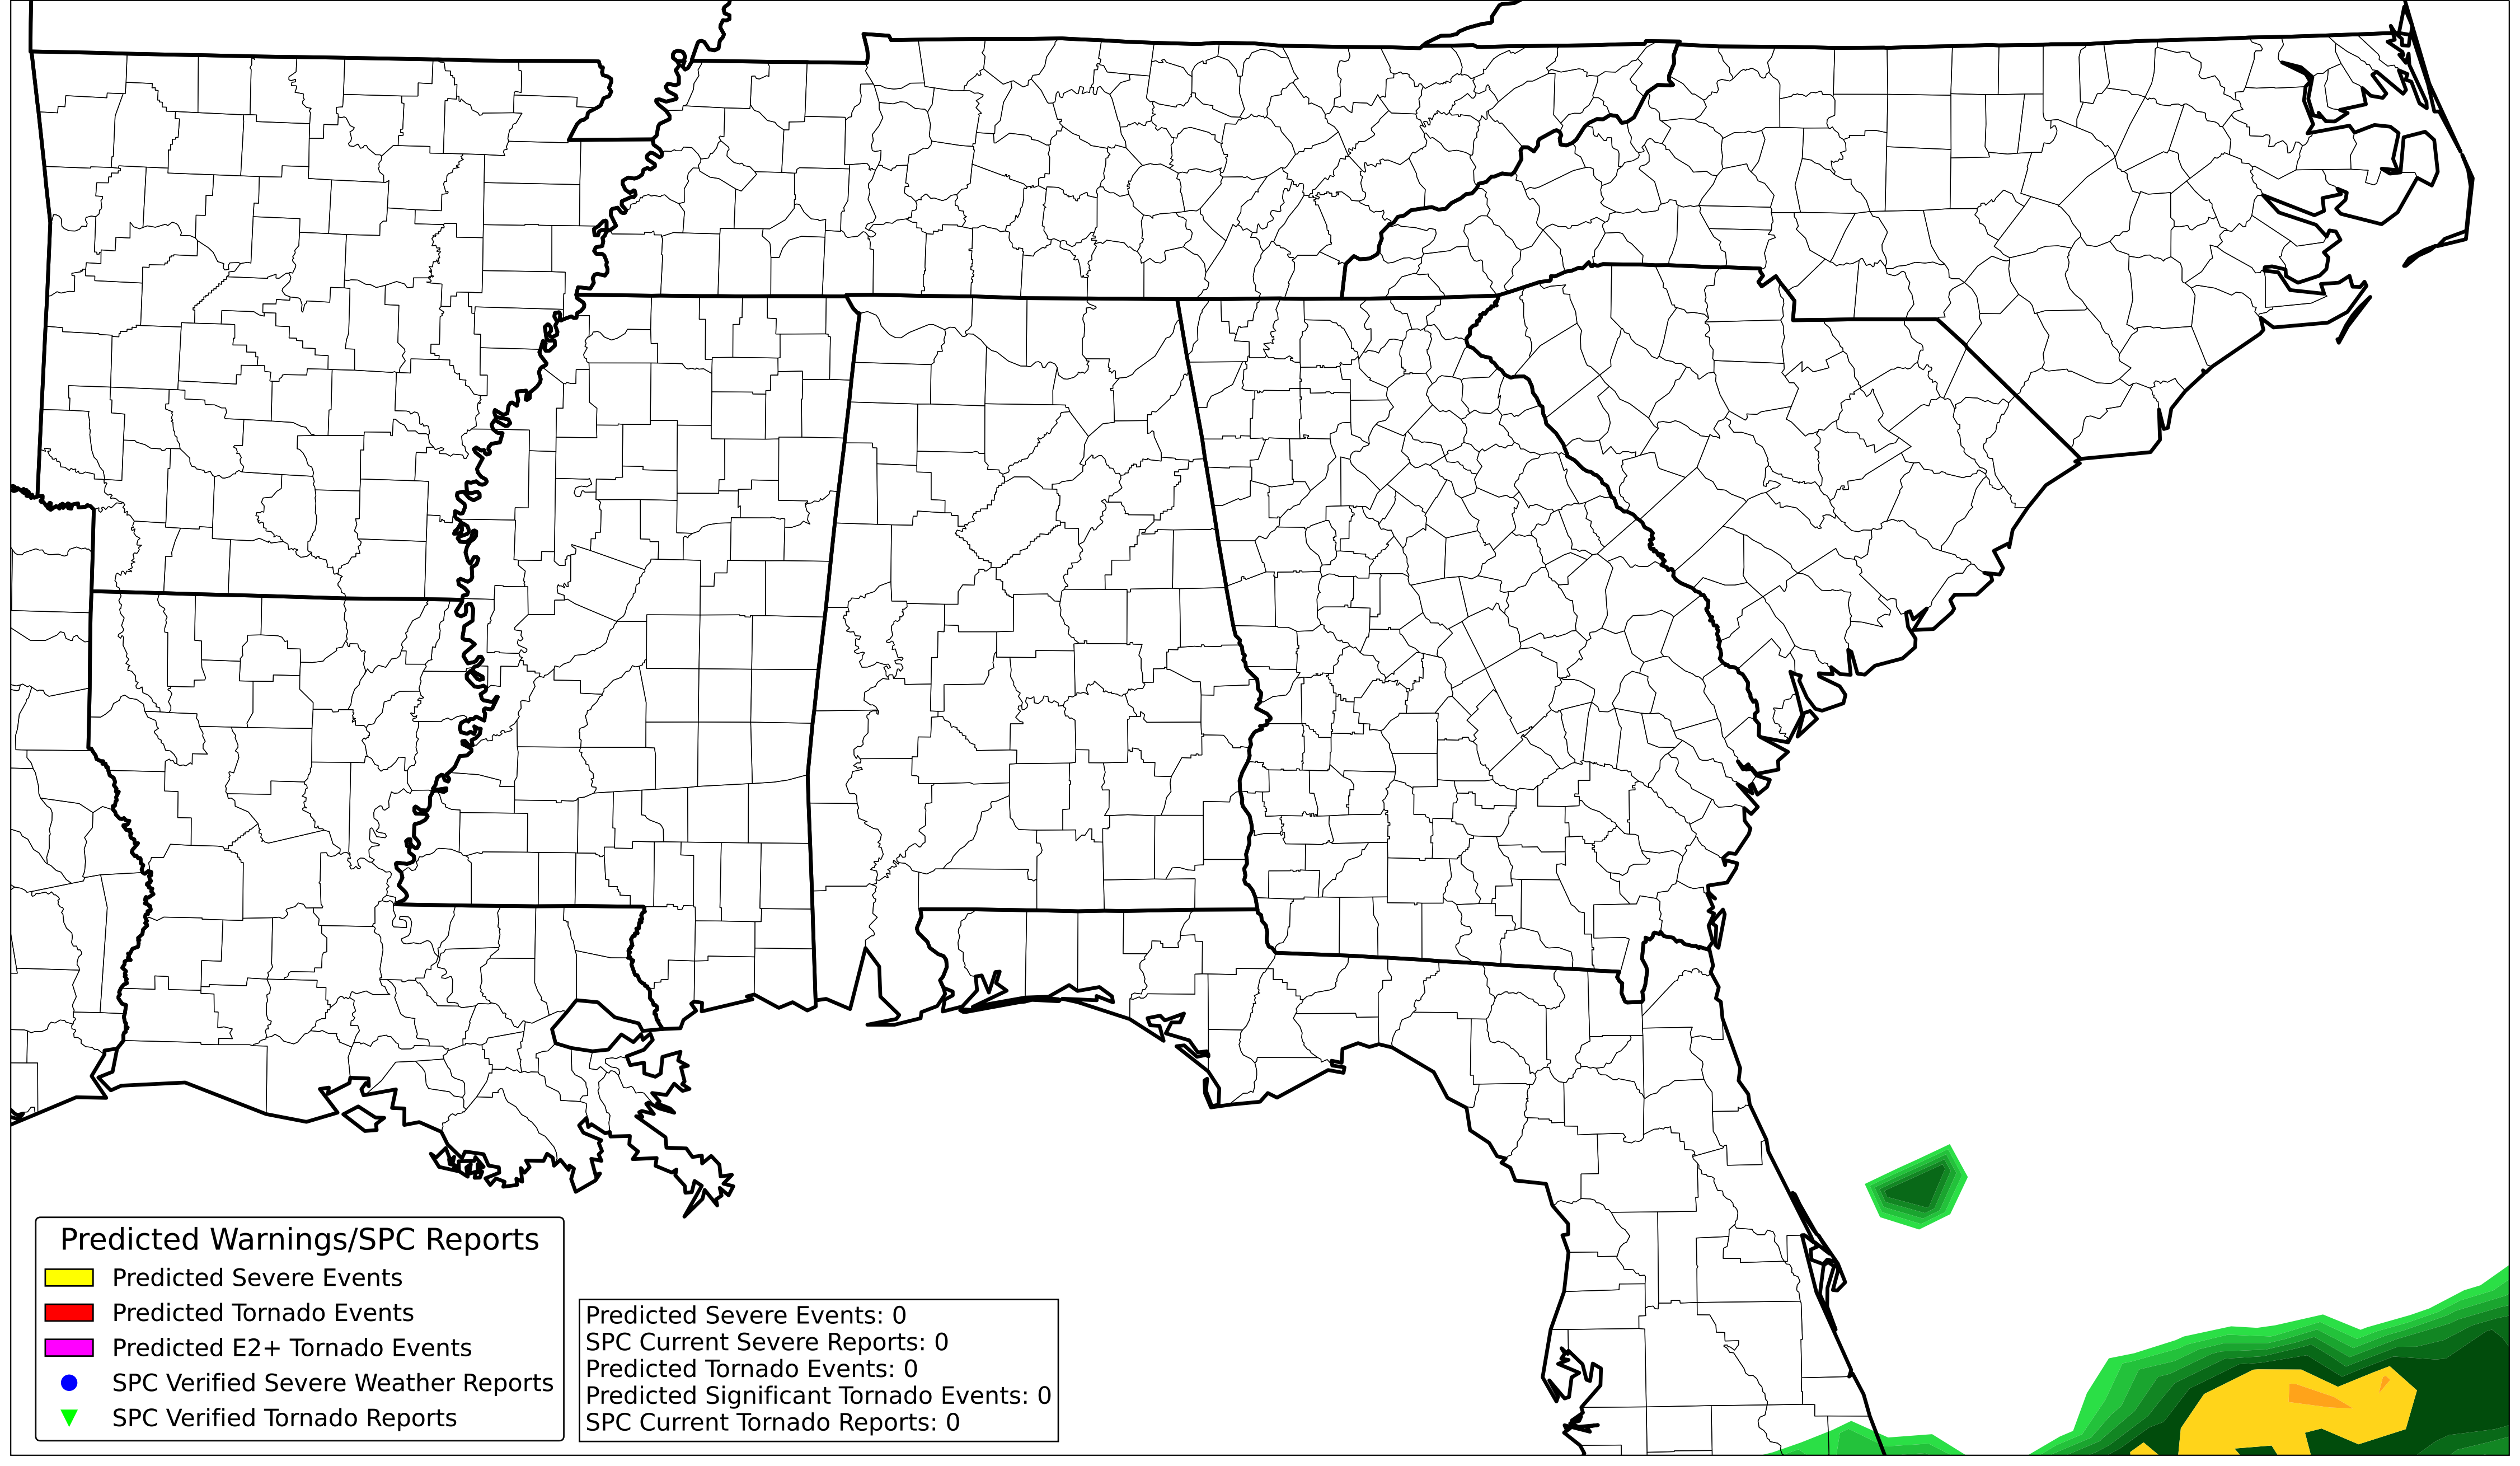 Predicted Warnings/SPC Reports
Predicted Severe Events
Predicted Tornado Events
Predicted E2+ Tornado Events
SPC Verified Severe Weather Reports
SPC Verified Tornado Reports
Predicted Severe Events: 0
SPC Current Severe Reports: 0
Predicted Tornado Events: 0
Predicted Significant Tornado Events: 0
SPC Current Tornado Reports: 0